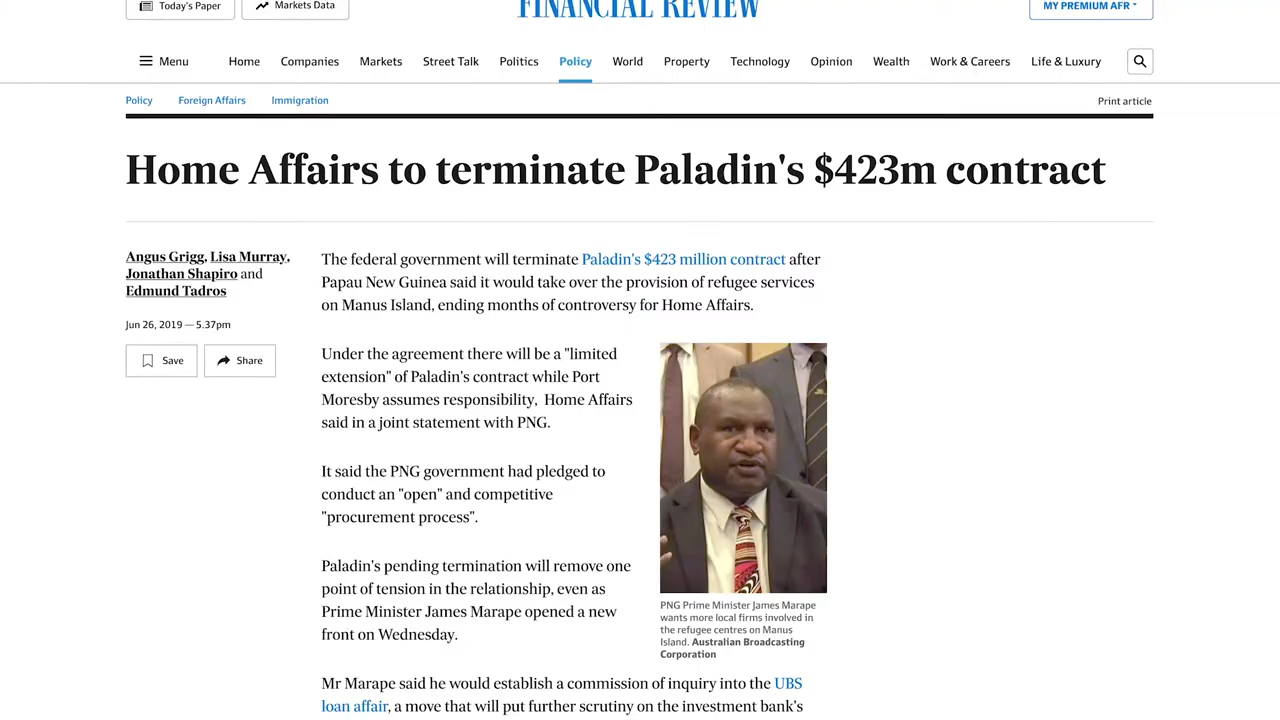 Today's Paper
Markets Data
FINANCIAL REVIEW
MY PREMIUM AFR
Menu
Home
Companies
Markets
Street Talk
Politics
Policy
World
Property
Technology
Opinion
Wealth
Work & Careers
Life & Luxury
Policy
Foreign Affairs
Immigration
Print article
Home Affairs to terminate Paladin's $423m contract
Angus Grigg, Lisa Murray,
Jonathan Shapiro and
Edmund Tadros
Jun 26, 2019 — 5.37pm
Save
Share
The federal government will terminate Paladin's $423 million contract after
Papau New Guinea said it would take over the provision of refugee services
on Manus Island, ending months of controversy for Home Affairs.
Under the agreement there will be a "limited
extension" of Paladin's contract while Port
Moresby assumes responsibility, Home Affairs
said in a joint statement with PNG.
It said the PNG government had pledged to
conduct an "open" and competitive
"procurement process".
Paladin's pending termination will remove one
point of tension in the relationship, even as
Prime Minister James Marape opened a new
front on Wednesday.
PNG Prime Minister James Marape
wants more local firms involved in
the refugee centres on Manus
Island. Australian Broadcasting
Corporation
Mr Marape said he would establish a commission of inquiry into the UBS
loan affair, a move that will put further scrutiny on the investment bank's